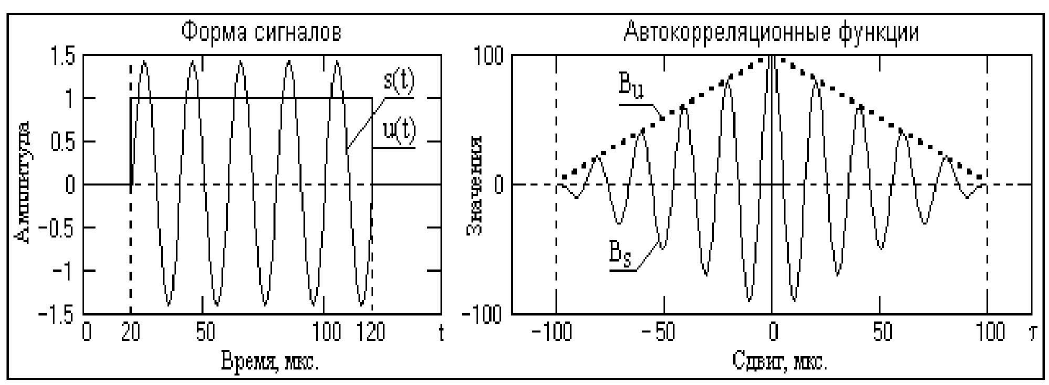 Форма сигналов
1.5
1
0.5
0
-0.5
-1
-1.5
Амплитуда
s(t)
u(t)
0 20 50 100 120 t
Время, мкс.
Автокорреляционные функции
100
0
-100
Значения
Bu
Bs
-100 -50 0 50 100 τ
Сдвиг, мкс.